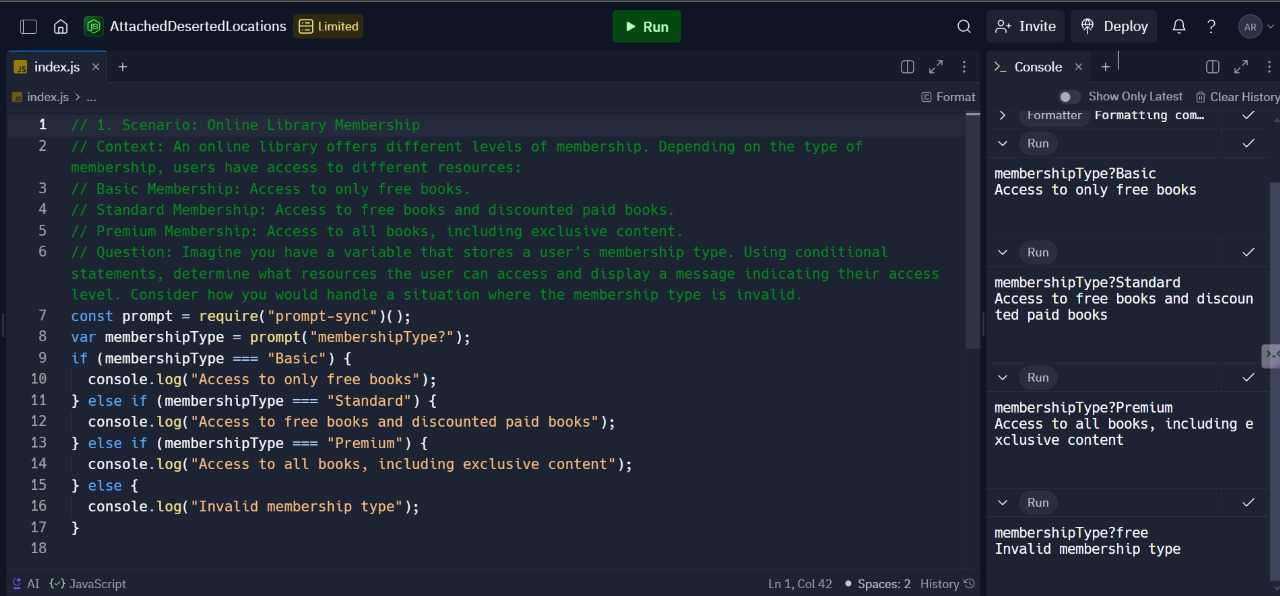 AttachedDesertedLocations Limited Run Invite Deploy AR
JS index.js × + Console × +
JS index.js > ... Format Show Only Latest Clear History
1 // 1. Scenario: Online Library Membership
2 // Context: An online library offers different levels of membership. Depending on the type of
membership, users have access to different resources:
3 // Basic Membership: Access to only free books.
4 // Standard Membership: Access to free books and discounted paid books.
5 // Premium Membership: Access to all books, including exclusive content.
6 // Question: Imagine you have a variable that stores a user’s membership type. Using conditional
statements, determine what resources the user can access and display a message indicating their access
level. Consider how you would handle a situation where the membership type is invalid.
7 const prompt = require("prompt-sync")();
8 var membershipType = prompt("membershipType?");
9 if (membershipType === "Basic") {
10 console.log("Access to only free books");
11 } else if (membershipType === "Standard") {
12 console.log("Access to free books and discounted paid books");
13 } else if (membershipType === "Premium") {
14 console.log("Access to all books, including exclusive content");
15 } else {
16 console.log("Invalid membership type");
17 }
18
Formatter Formatting com…
Run
membershipType?Basic
Access to only free books
Run
membershipType?Standard
Access to free books and discoun
ted paid books
Run
membershipType?Premium
Access to all books, including e
xclusive content
Run
membershipType?free
Invalid membership type
AI JavaScript Ln 1, Col 42 Spaces: 2 History